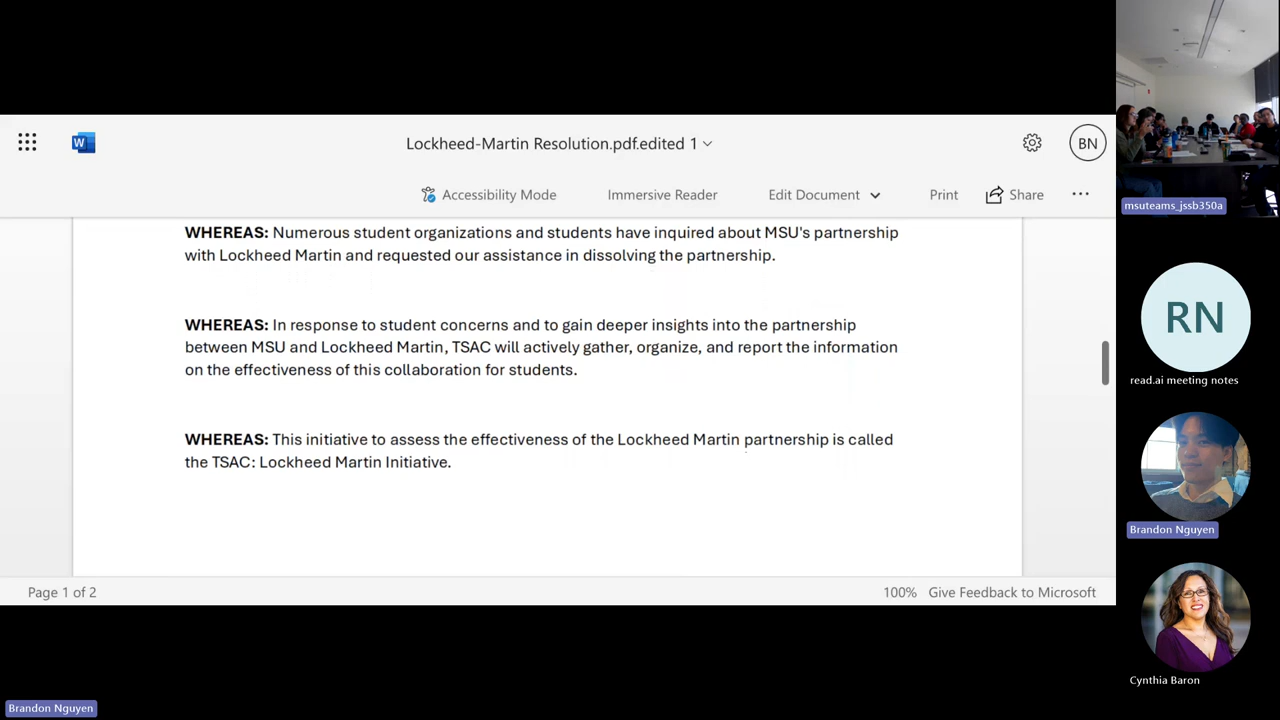 W
Lockheed-Martin Resolution.pdf.edited 1
BN
Accessibility Mode
Immersive Reader
Edit Document
Print
Share
WHEREAS: Numerous student organizations and students have inquired about MSU's partnership
with Lockheed Martin and requested our assistance in dissolving the partnership.
WHEREAS: In response to student concerns and to gain deeper insights into the partnership
between MSU and Lockheed Martin, TSAC will actively gather, organize, and report the information
on the effectiveness of this collaboration for students.
WHEREAS: This initiative to assess the effectiveness of the Lockheed Martin partnership is called
the TSAC: Lockheed Martin Initiative.
Page 1 of 2
100%
Give Feedback to Microsoft
Brandon Nguyen
msuteams_jssb350a
RN
read.ai meeting notes
Brandon Nguyen
Cynthia Baron